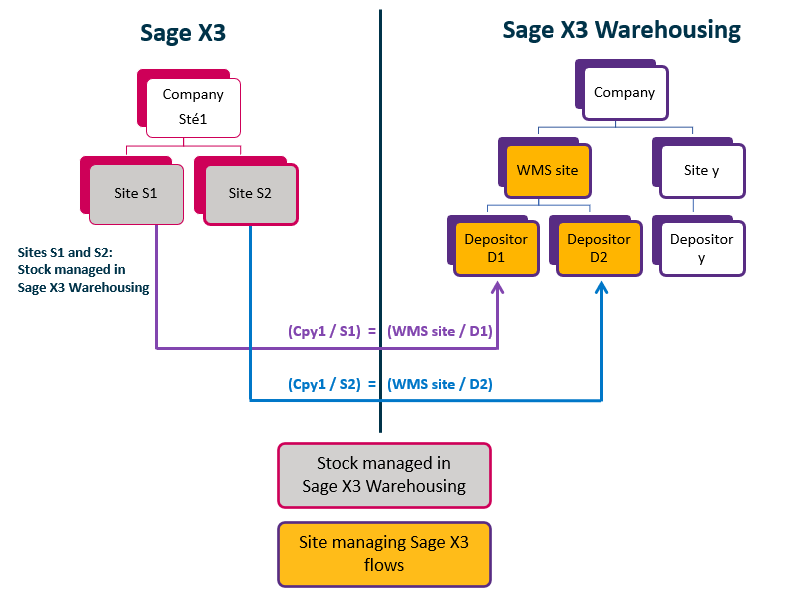 Sage X3
Sage X3 Warehousing
Company
Sté1
Site S1
Site S2
Sites S1 and S2:
Stock managed in
Sage X3 Warehousing
Company
WMS site
Site y
Depositor
D1
Depositor
D2
Depositor
y
(Cpy1 / S1) = (WMS site / D1)
(Cpy1 / S2) = (WMS site / D2)
Stock managed in
Sage X3 Warehousing
Site managing Sage X3
flows